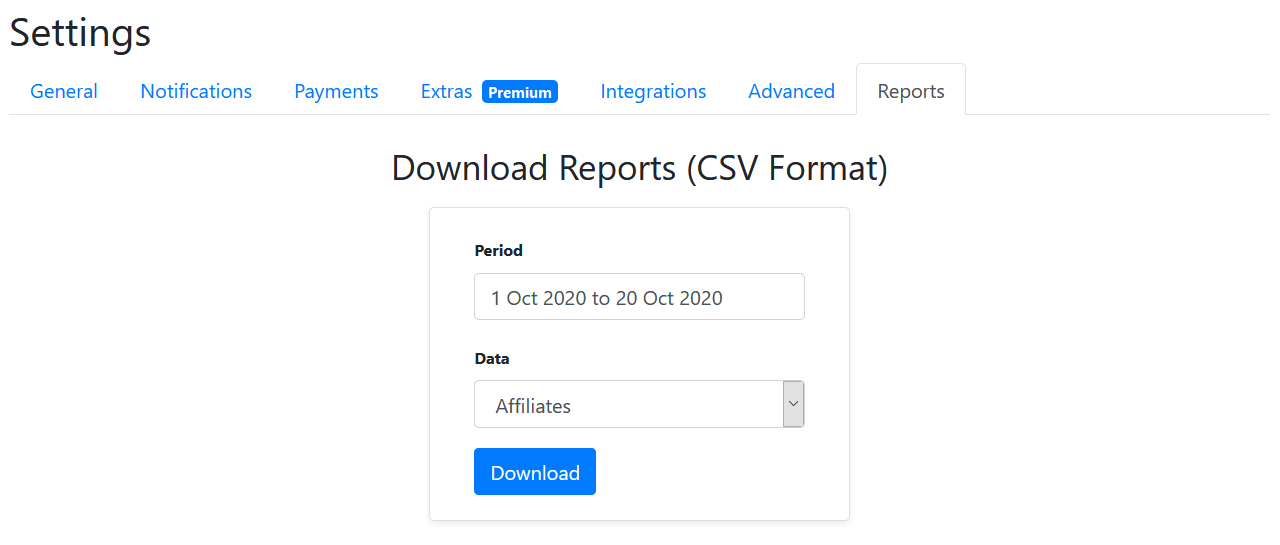 Settings
General Notifications Payments Extras Premium Integrations Advanced Reports
Download Reports (CSV Format)
Period
1 Oct 2020 to 20 Oct 2020
Data
Affiliates
Download